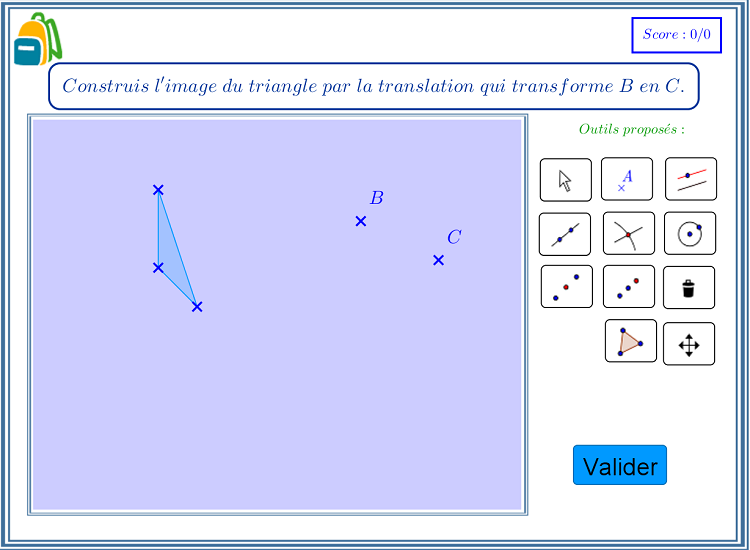 Score : 0/0
Construis l'image du triangle par la translation qui transforme B en C.
Outils proposés :
A
B
C
Valider